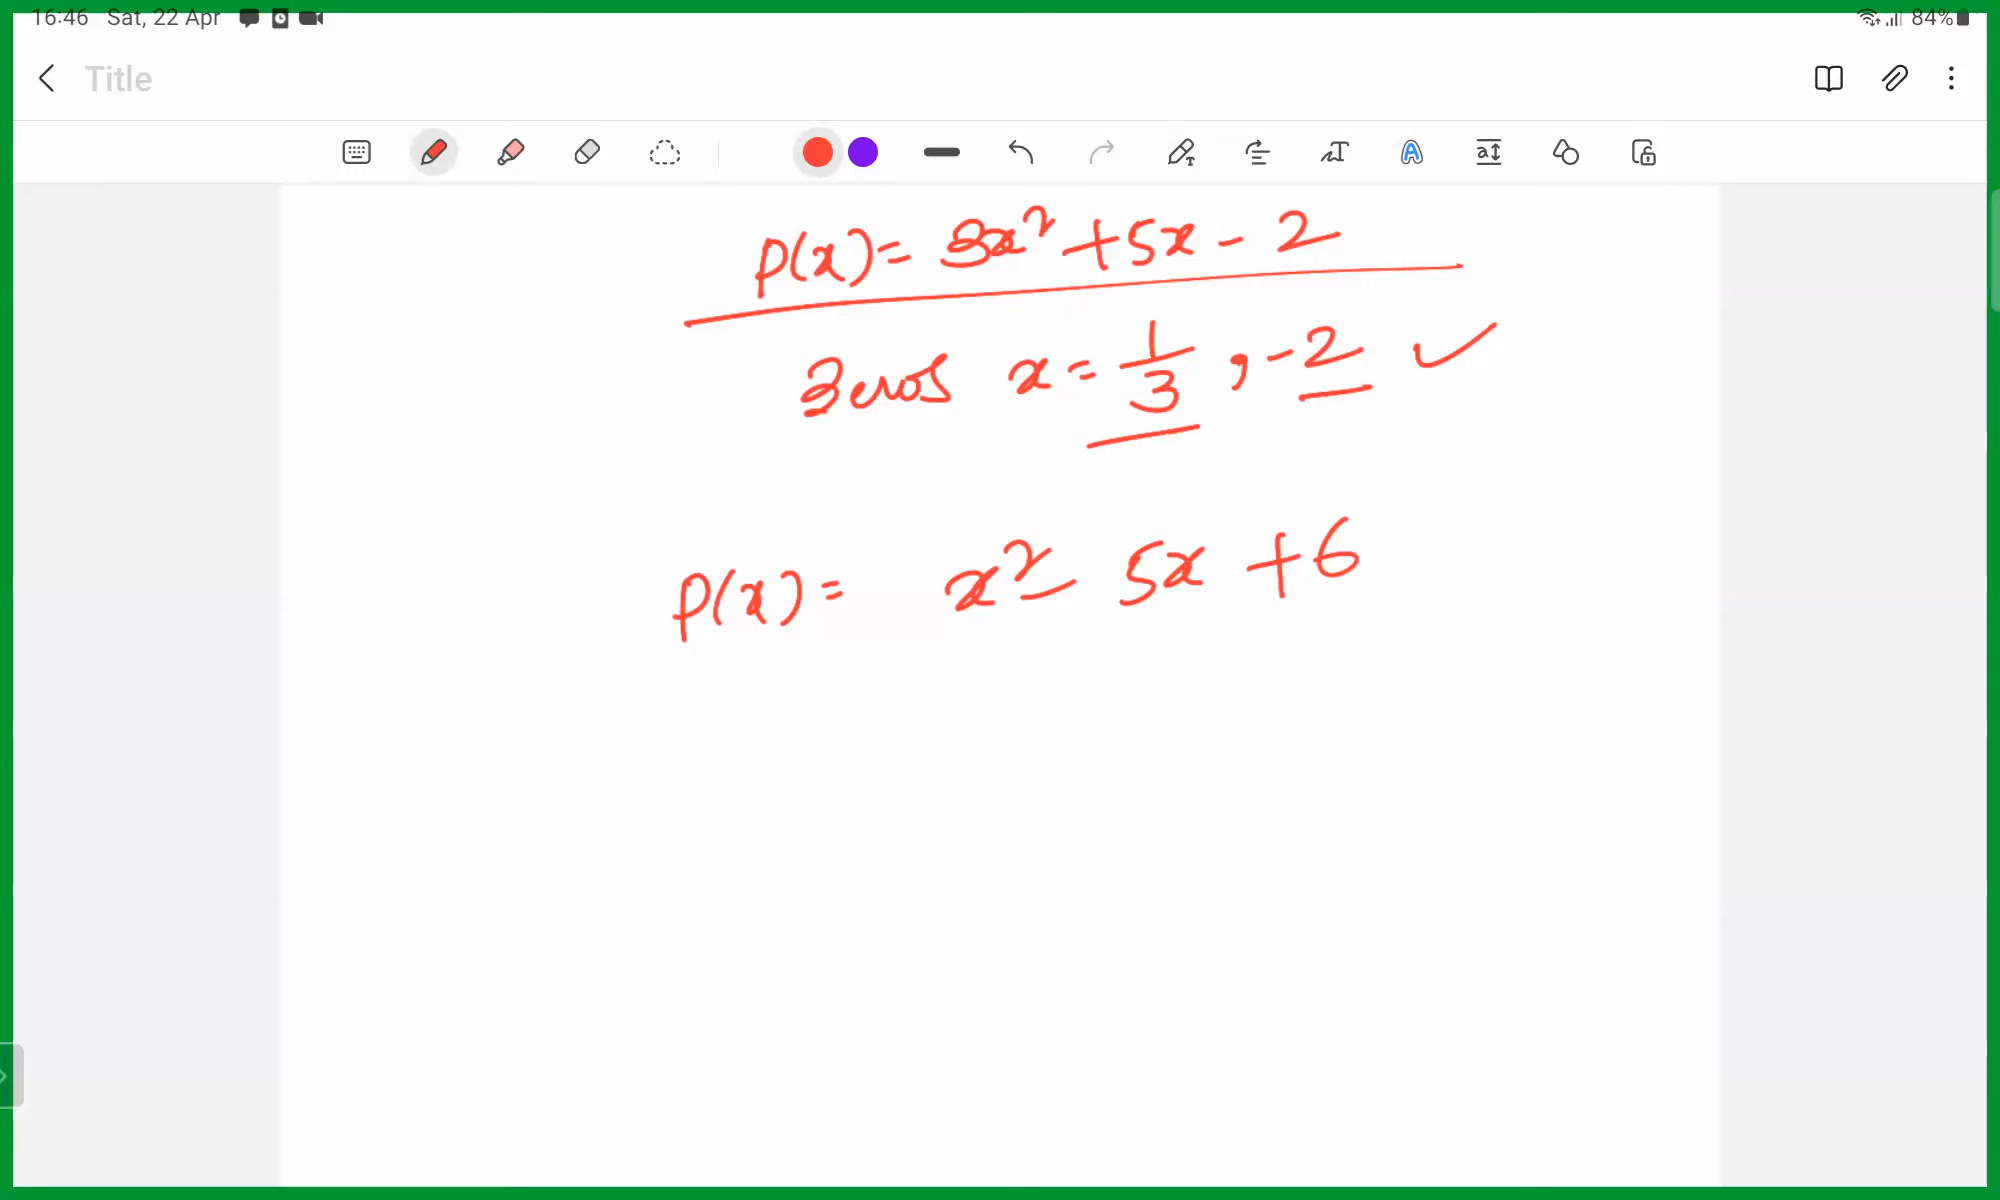 16:46 Sat, 22 Apr 84%
Title
P(x)= 3x² +5x - 2
Zeros x= 1/3 , -2 ✓
P(x)= x² 5x +6